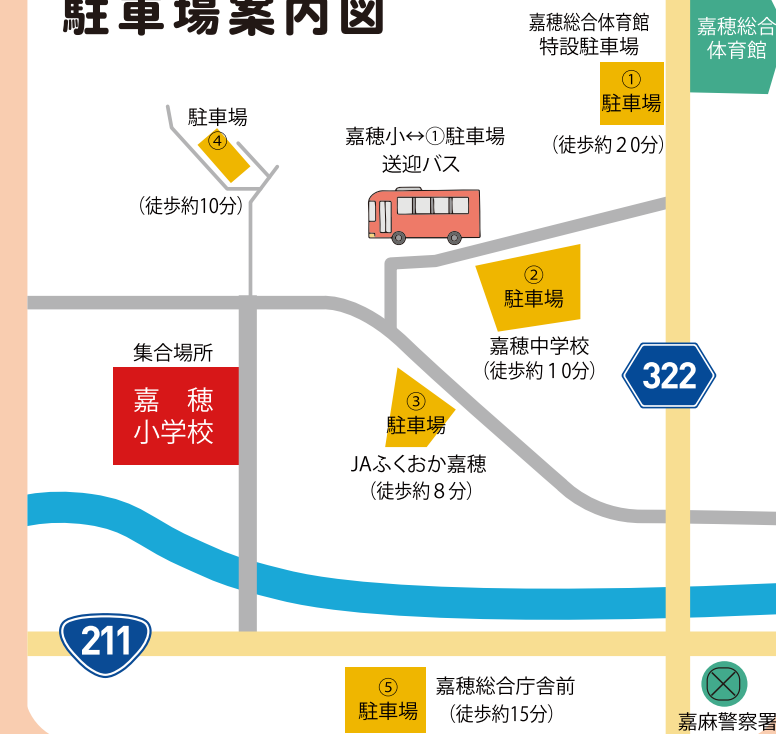 駐車場案内図
嘉穂総合体育館
特設駐車場
嘉穂総合
体育館
①
駐車場
(徒歩約２0分)
駐車場
④
(徒歩約10分)
嘉穂小↔①駐車場
送迎バス
②
駐車場
嘉穂中学校
(徒歩約１0分)
322
集合場所
嘉　穂
小学校
③
駐車場
JAふくおか嘉穂
(徒歩約８分)
211
⑤
駐車場
嘉穂総合庁舎前
(徒歩約15分)
嘉麻警察署